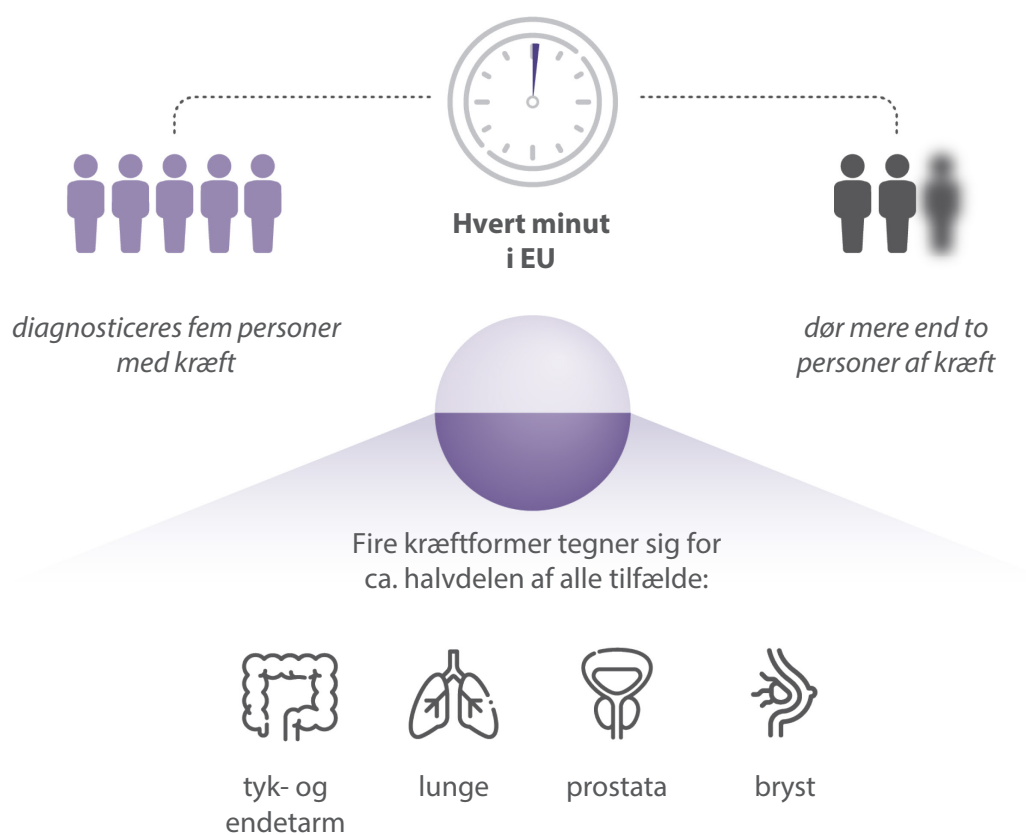 Hvert minut
i EU
diagnosticeres fem personer
med kræft
dør mere end to
personer af kræft
Fire kræftformer tegner sig for
ca. halvdelen af alle tilfælde:
tyk- og
endetarm
lunge
prostata
bryst